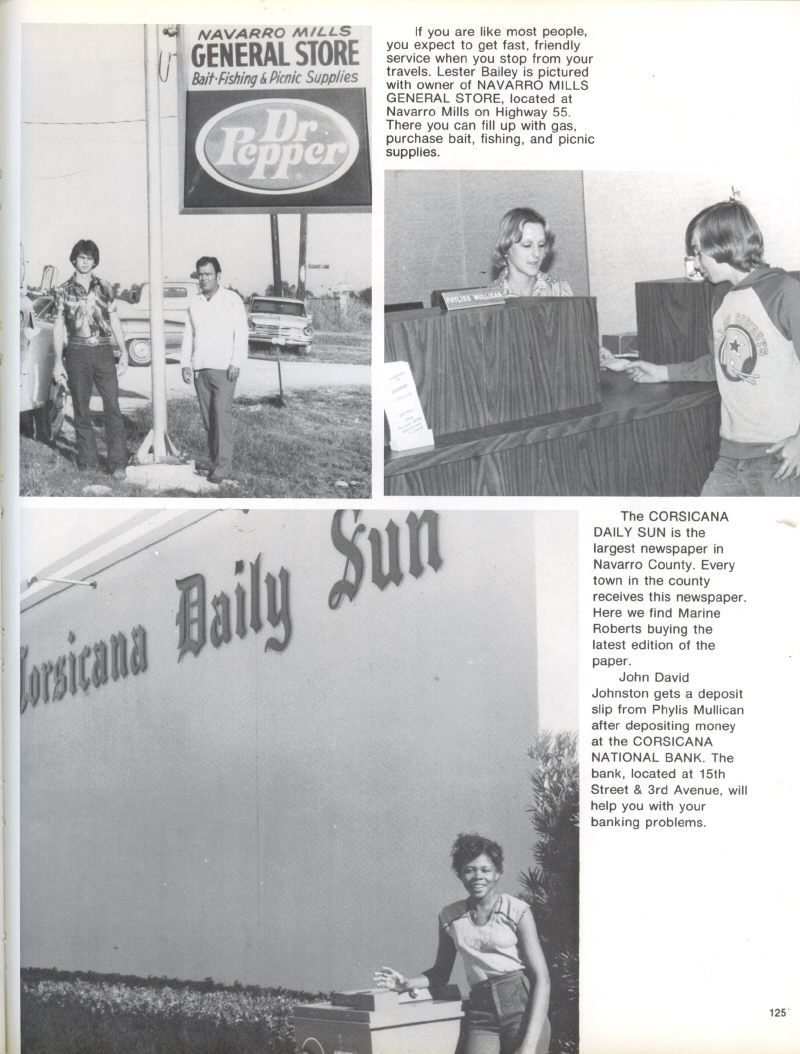 NAVARRO MILLS
GENERAL STORE
Bait·Fishing & Picnic Supplies
Dr
Pepper
If you are like most people,
you expect to get fast, friendly
service when you stop from your
travels. Lester Bailey is pictured
with owner of NAVARRO MILLS
GENERAL STORE, located at
Navarro Mills on Highway 55.
There you can fill up with gas,
purchase bait, fishing, and picnic
supplies.
PHYLISS MULLICAN
COWBOYS
Corsicana Daily Sun
The CORSICANA
DAILY SUN is the
largest newspaper in
Navarro County. Every
town in the county
receives this newspaper.
Here we find Marine
Roberts buying the
latest edition of the
paper.
John David
Johnston gets a deposit
slip from Phylis Mullican
after depositing money
at the CORSICANA
NATIONAL BANK. The
bank, located at 15th
Street & 3rd Avenue, will
help you with your
banking problems.
125